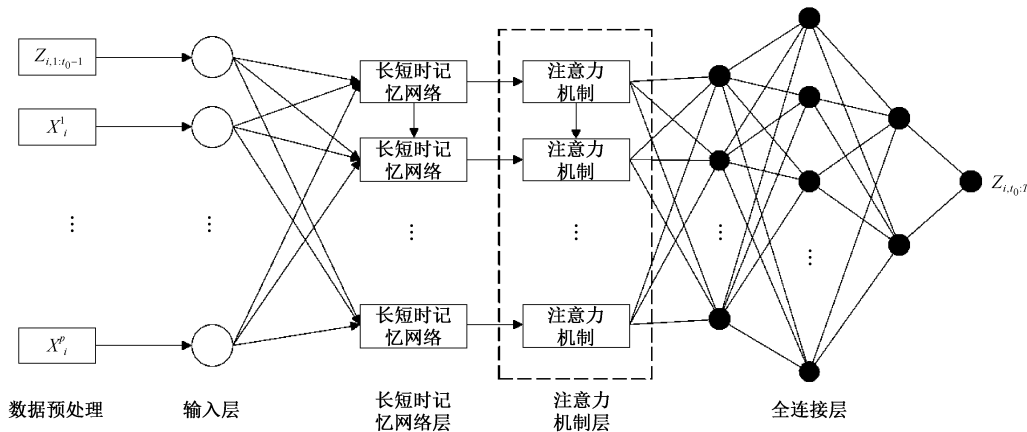 Z_{i,1:t_0-1}
X_i^1
⋮
X_i^p
数据预处理
⋮
输入层
长短时记
忆网络
长短时记
忆网络
⋮
长短时记
忆网络
长短时记
忆网络层
注意力
机制
注意力
机制
⋮
注意力
机制
注意力
机制层
⋮
⋮
全连接层
Z_{i,t_0:T}